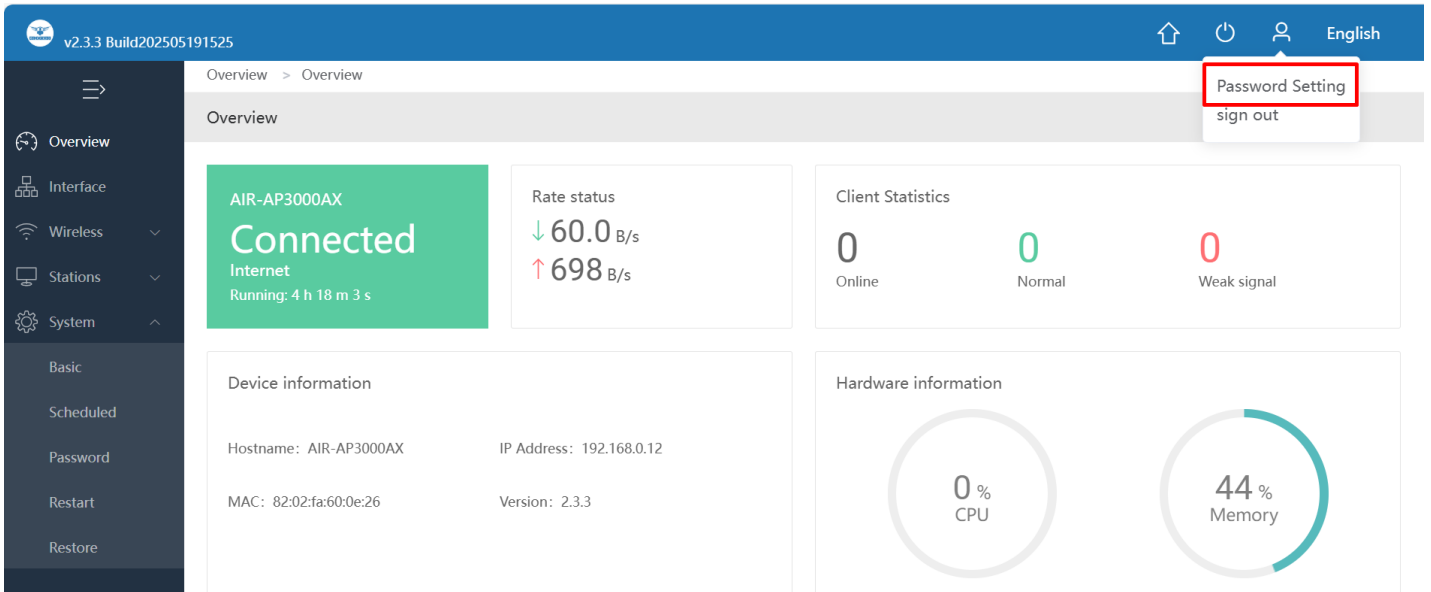 v2.3.3 Build202505191525
English
Password Setting
sign out
Overview > Overview
Overview
Overview
Interface
Wireless
Stations
System
Basic
Scheduled
Password
Restart
Restore
AIR-AP3000AX
Connected
Internet
Running: 4 h 18 m 3 s
Rate status
↓ 60.0 B/s
↑ 698 B/s
Client Statistics
0 0 0
Online Normal Weak signal
Device information
Hostname: AIR-AP3000AX IP Address: 192.168.0.12
MAC: 82:02:fa:60:0e:26 Version: 2.3.3
Hardware information
0 %
CPU
44 %
Memory